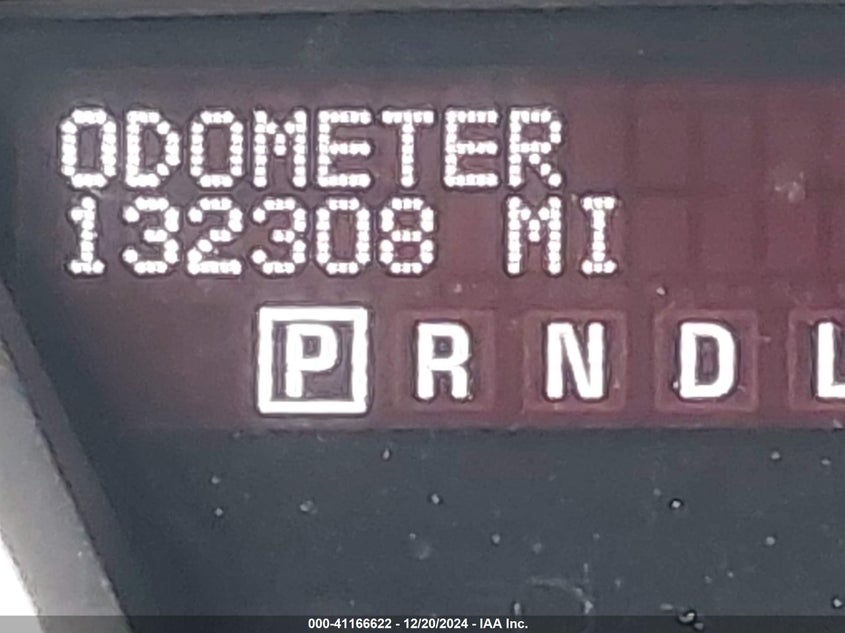 ODOMETER
132308 MI
P R N D L
000-41166622 - 12/20/2024 - IAA Inc.